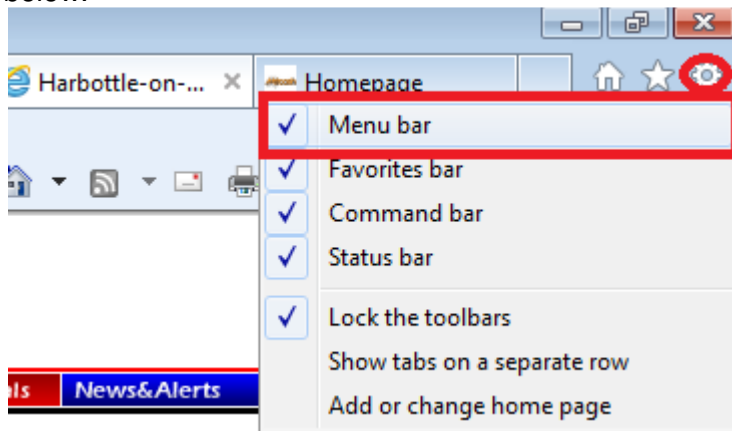 Harbottle-on-...
Homepage
Menu bar
Favorites bar
Command bar
Status bar
Lock the toolbars
Show tabs on a separate row
Add or change home page
als News&Alerts